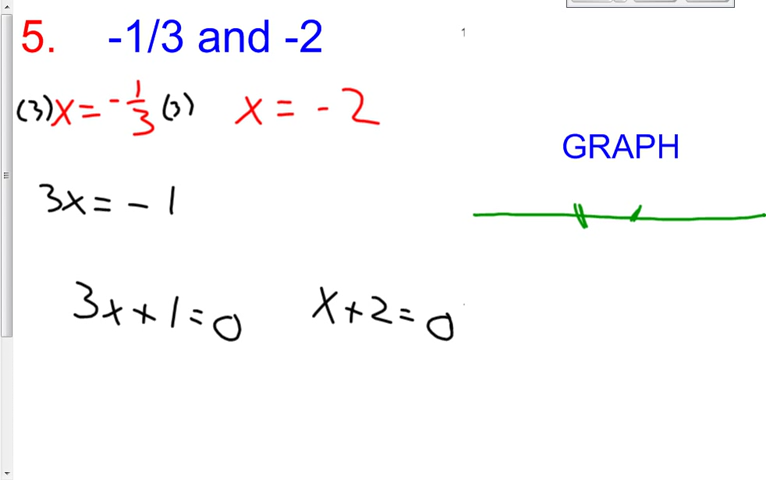 5. -1/3 and -2
1
(3)x = -1/3 (3) x = -2
GRAPH
3x = -1
3x + 1 = 0 x + 2 = 0